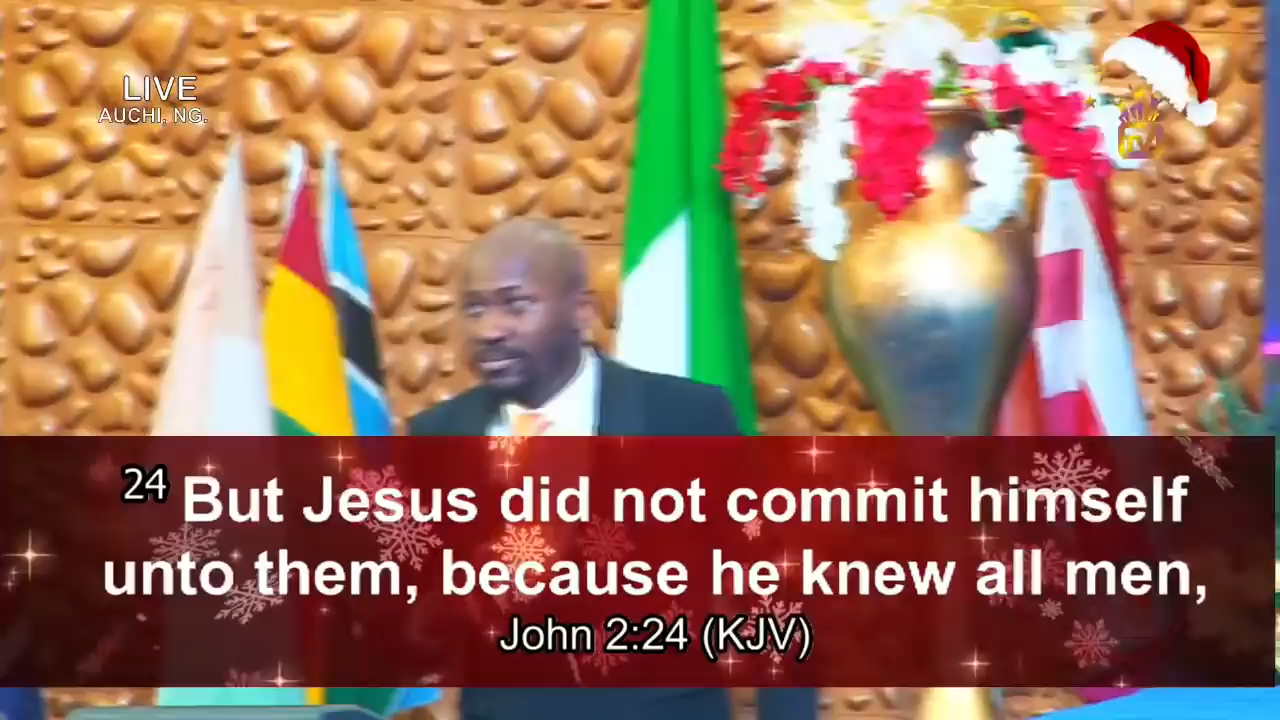 LIVE
AUCHI, NG.
TV
24 But Jesus did not commit himself
unto them, because he knew all men,
John 2:24 (KJV)